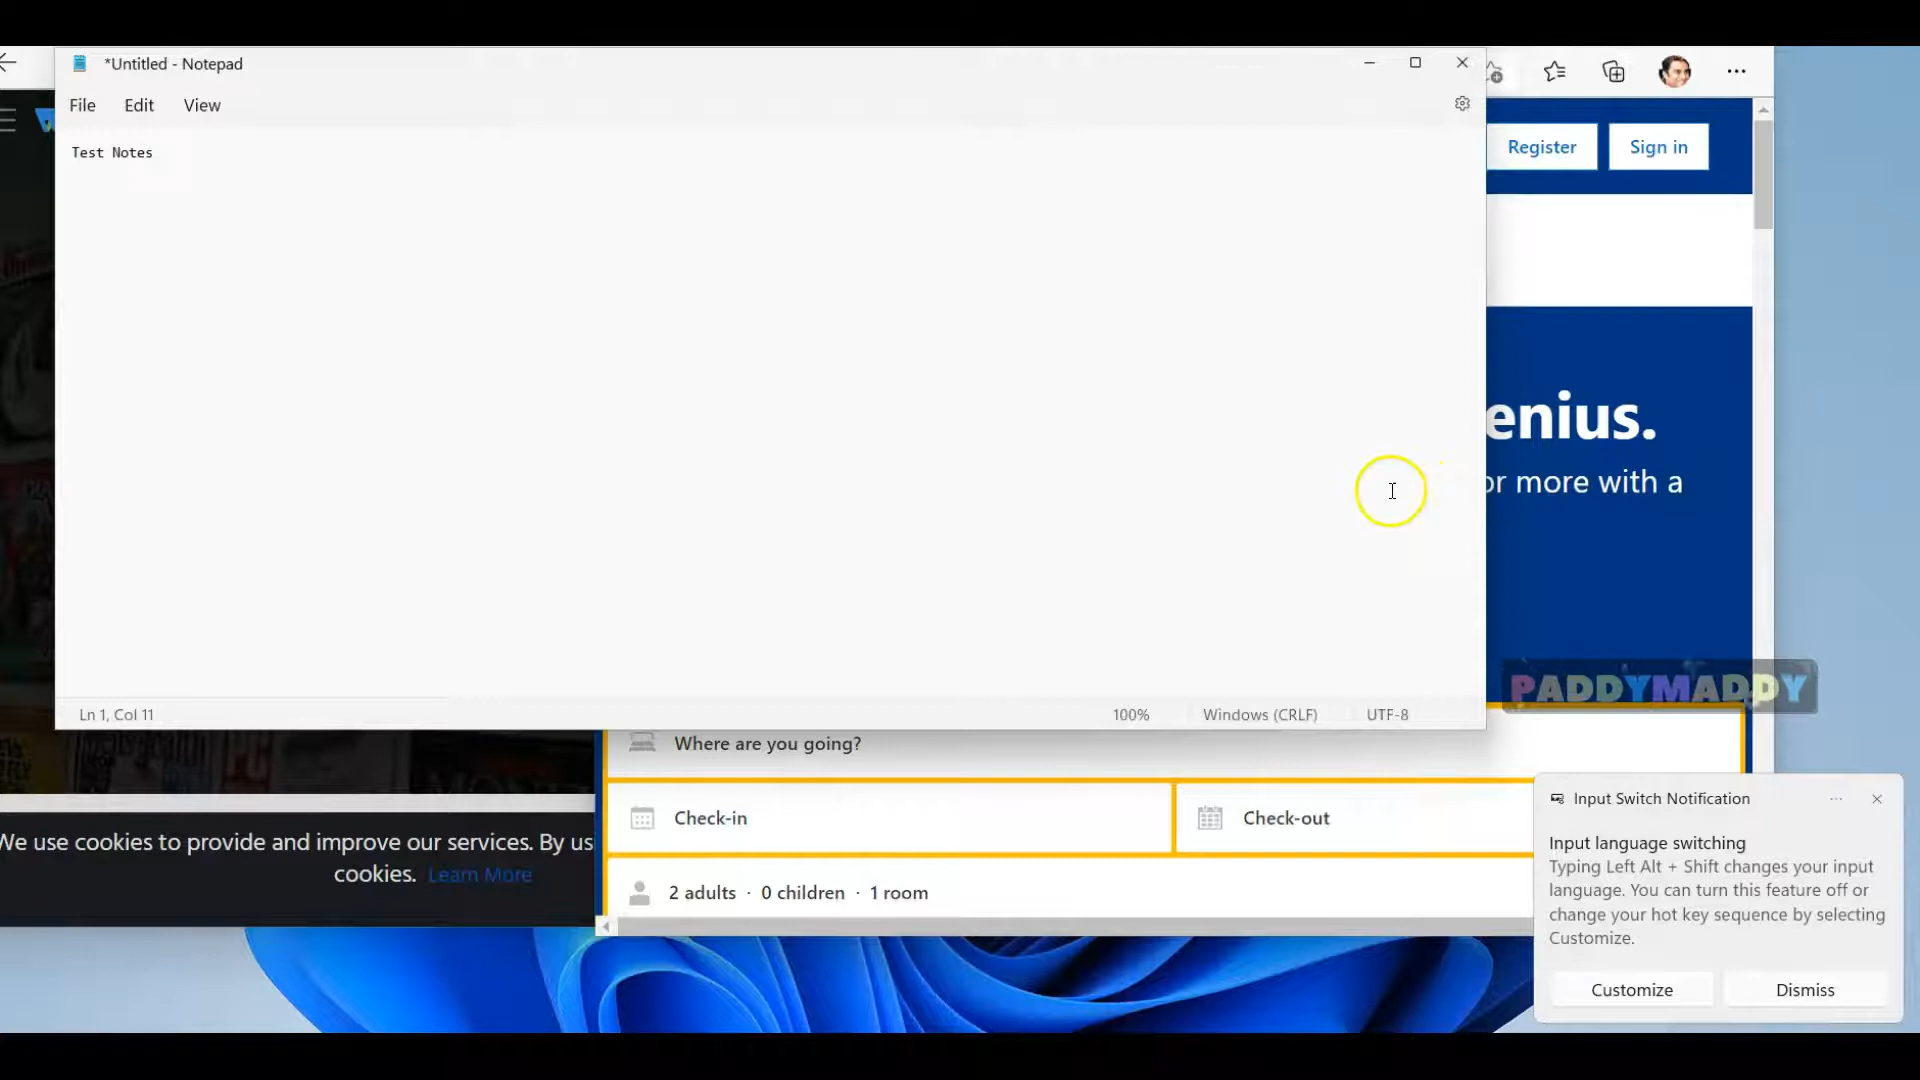 *Untitled - Notepad
File Edit View
Test Notes
Ln 1, Col 11
100%
Windows (CRLF)
UTF-8
Register
Sign in
enius.
or more with a
PADDYMADDY
Where are you going?
Check-in
Check-out
2 adults · 0 children · 1 room
We use cookies to provide and improve our services. By us
cookies. Learn More
Input Switch Notification
Input language switching
Typing Left Alt + Shift changes your input
language. You can turn this feature off or
change your hot key sequence by selecting
Customize.
Customize
Dismiss